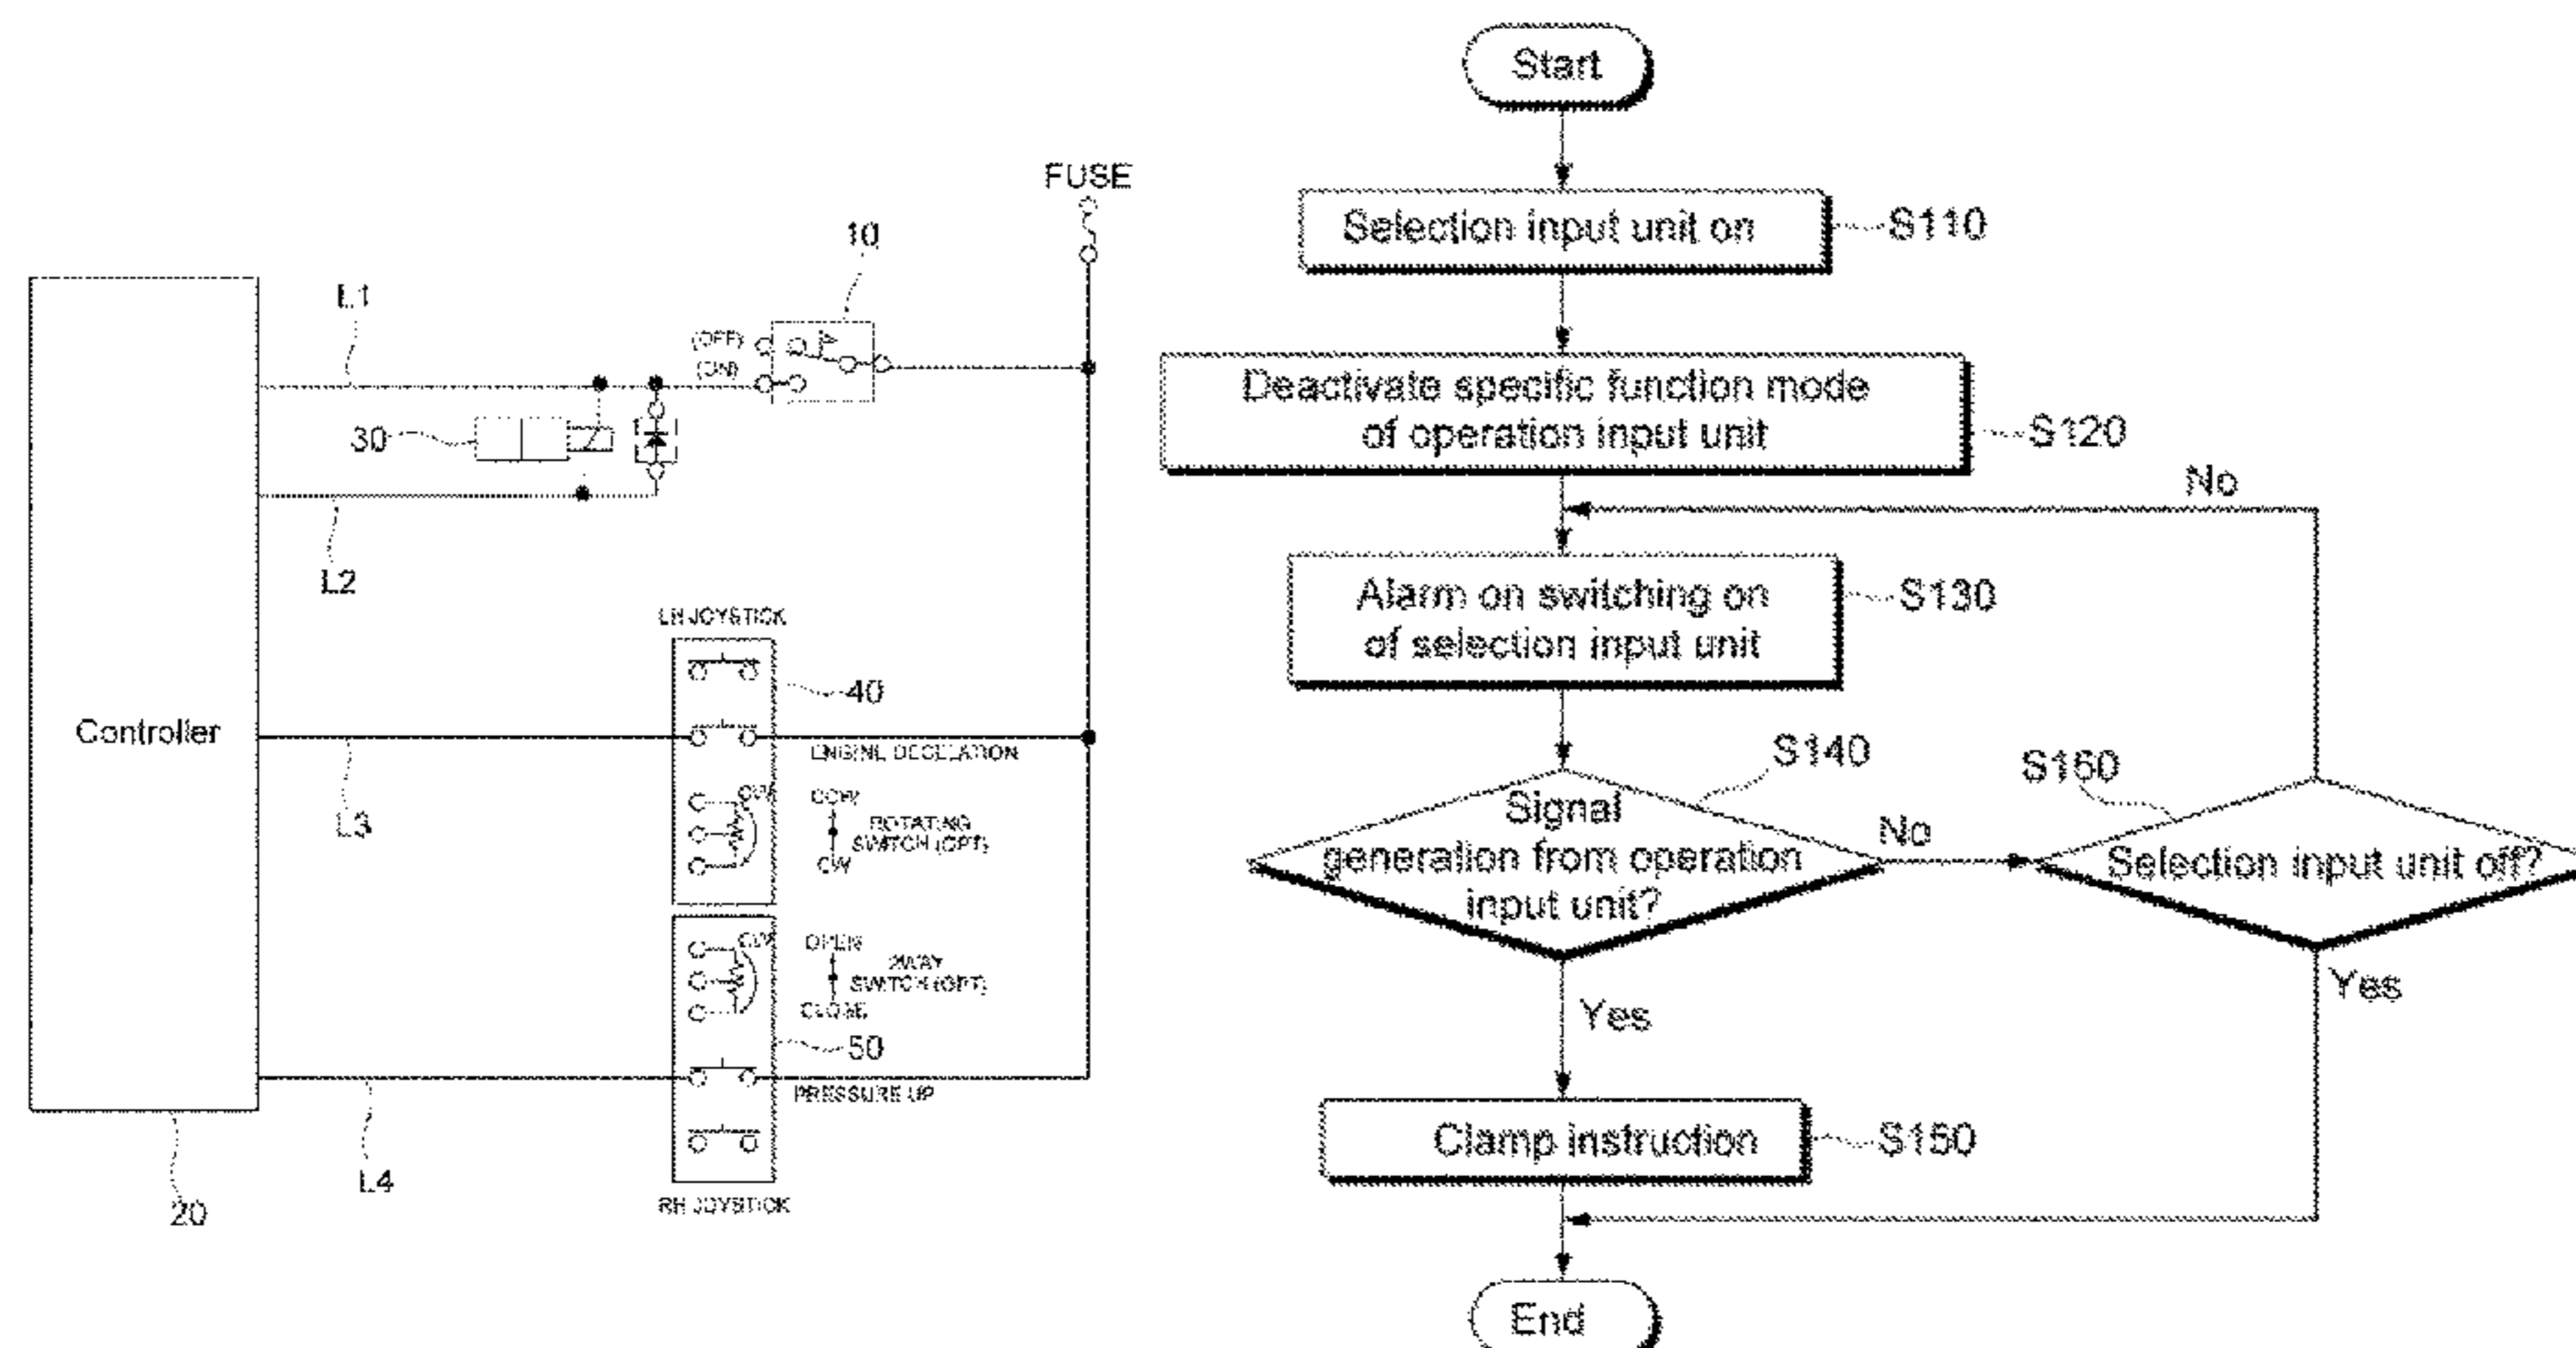 FUSE
10
L1
(OFF)
(ON)
30
L2
LH JOYSTICK
40
Controller
ENGINE DECELATION
L3
CCW
ROTATING
SWITCH (OPT)
CW
OPEN
2WAY
SWITCH (OPT)
CLOSE
50
PRESSURE UP
L4
20
RH JOYSTICK
Start
Selection input unit on
S110
Deactivate specific function mode
of operation input unit
S120
No
Alarm on switching on
of selection input unit
S130
S140
Signal
generation from operation
input unit?
No
S160
Selection input unit off?
Yes
Yes
Clamp instruction
S150
End